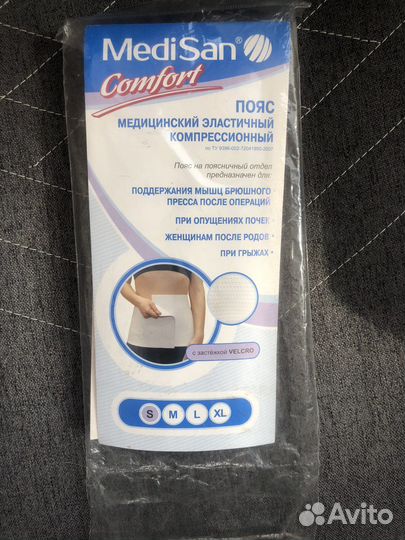 MediSan®
Comfort
ПОЯС
МЕДИЦИНСКИЙ ЭЛАСТИЧНЫЙ
КОМПРЕССИОННЫЙ
Пояс на поясничный отдел
предназначен для:
ПОДДЕРЖАНИЯ МЫШЦ БРЮШНОГО
ПРЕССА ПОСЛЕ ОПЕРАЦИЙ
ПРИ ОПУЩЕНИЯХ ПОЧЕК
ЖЕНЩИНАМ ПОСЛЕ РОДОВ
ПРИ ГРЫЖАХ
с застёжкой VELCRO
S M L XL
Avito